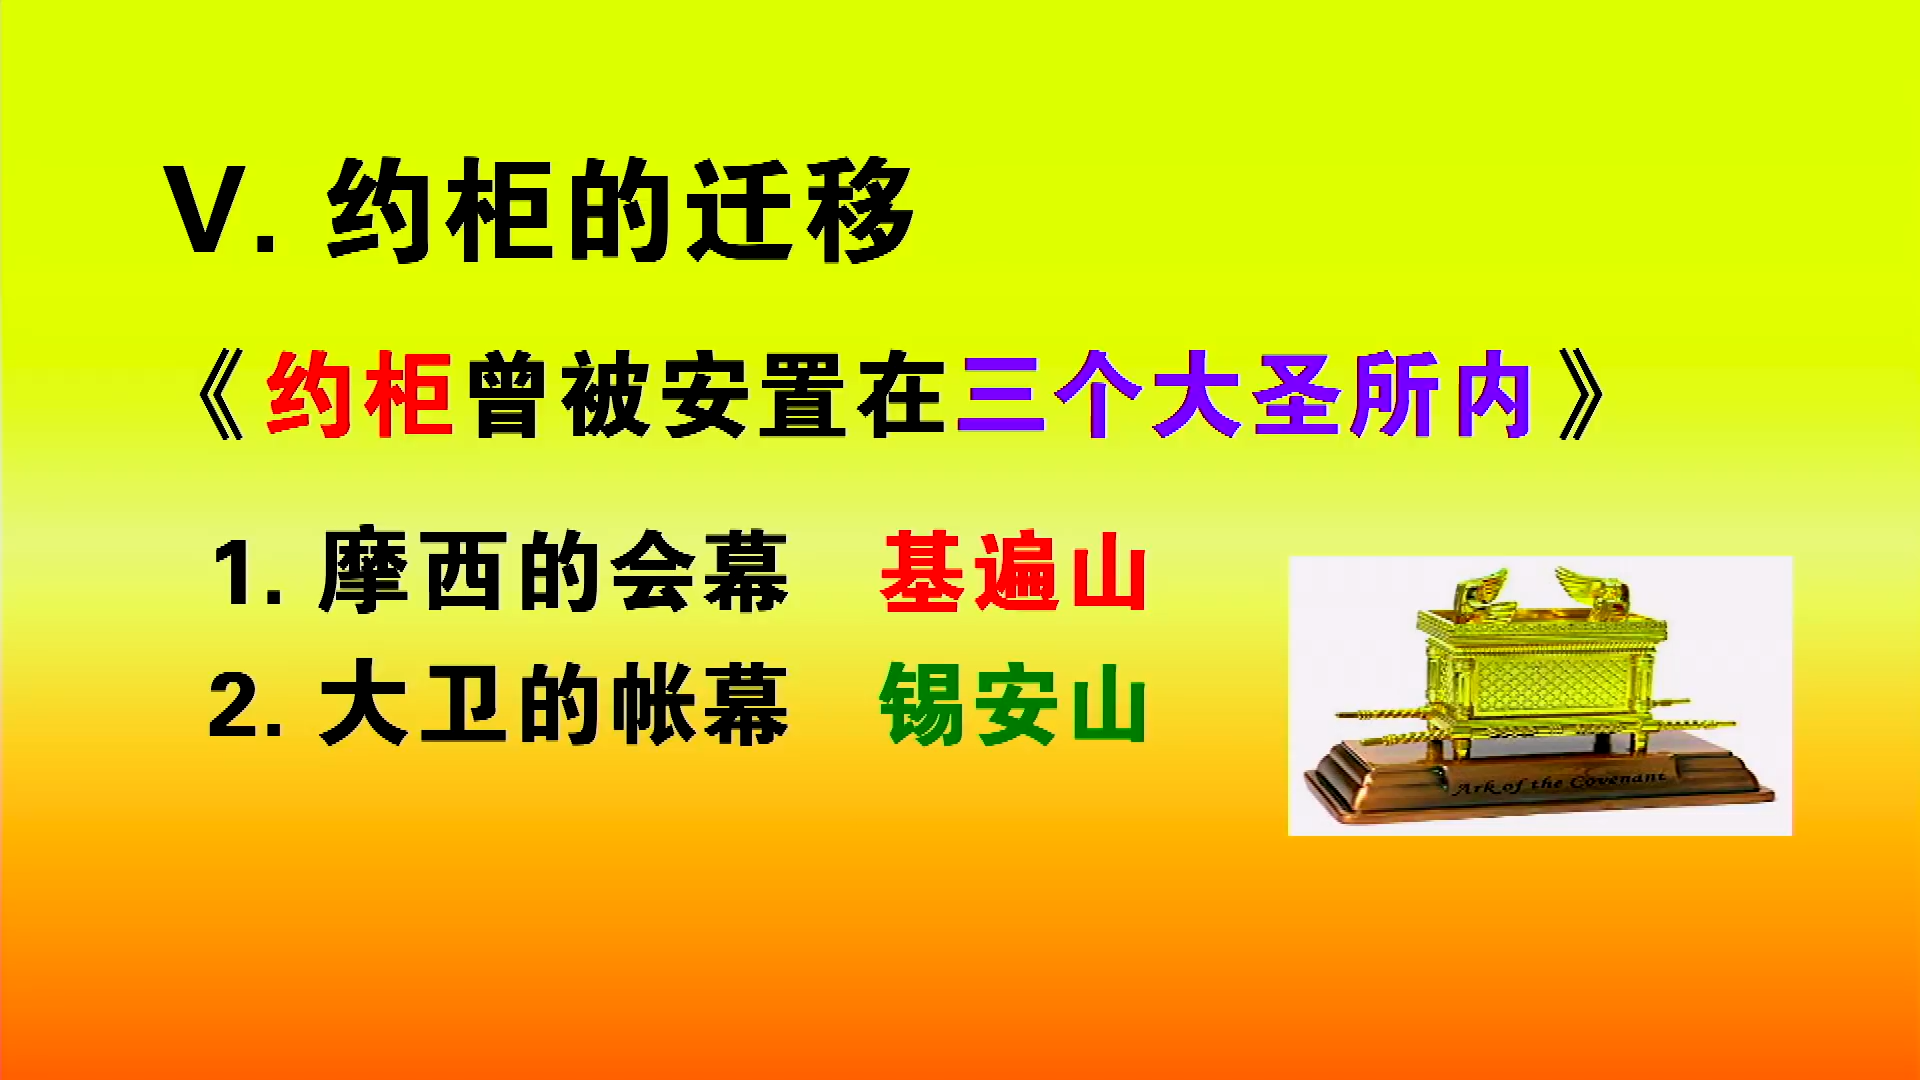 V. 约柜的迁移
《约柜曾被安置在三个大圣所内》
1. 摩西的会幕 基遍山
2. 大卫的帐幕 锡安山
Ark of the Covenant